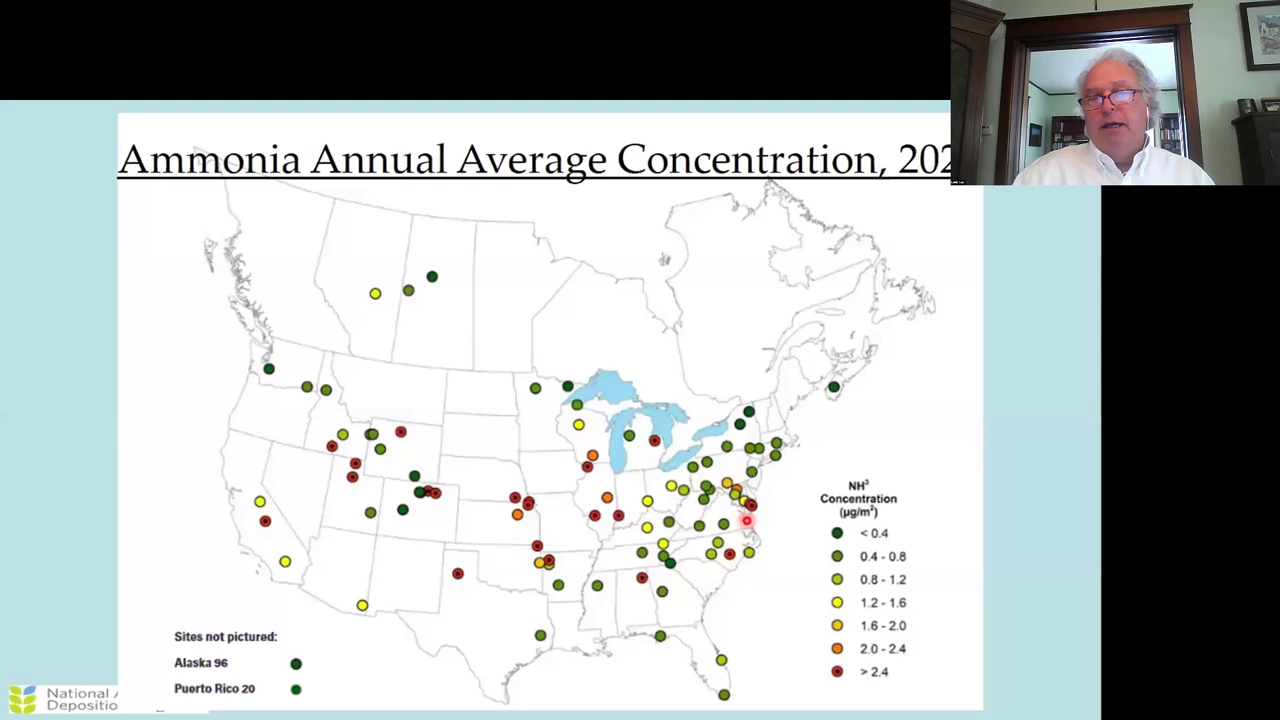 Ammonia Annual Average Concentration, 202
NH³
Concentration
(µg/m²)
< 0.4
0.4 - 0.8
0.8 - 1.2
1.2 - 1.6
1.6 - 2.0
2.0 - 2.4
> 2.4
Sites not pictured:
Alaska 96
Puerto Rico 20
National
Depositio